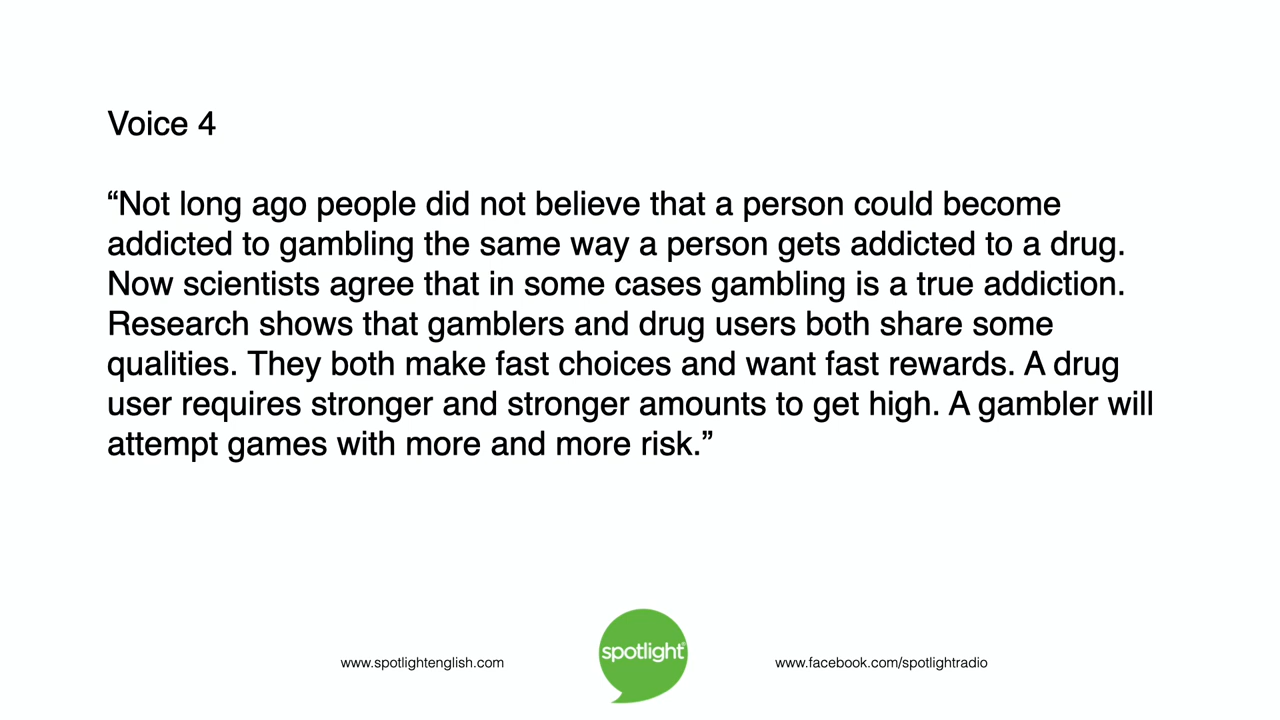 Voice 4
“Not long ago people did not believe that a person could become
addicted to gambling the same way a person gets addicted to a drug.
Now scientists agree that in some cases gambling is a true addiction.
Research shows that gamblers and drug users both share some
qualities. They both make fast choices and want fast rewards. A drug
user requires stronger and stronger amounts to get high. A gambler will
attempt games with more and more risk.”
www.spotlightenglish.com
spotlight®
www.facebook.com/spotlightradio